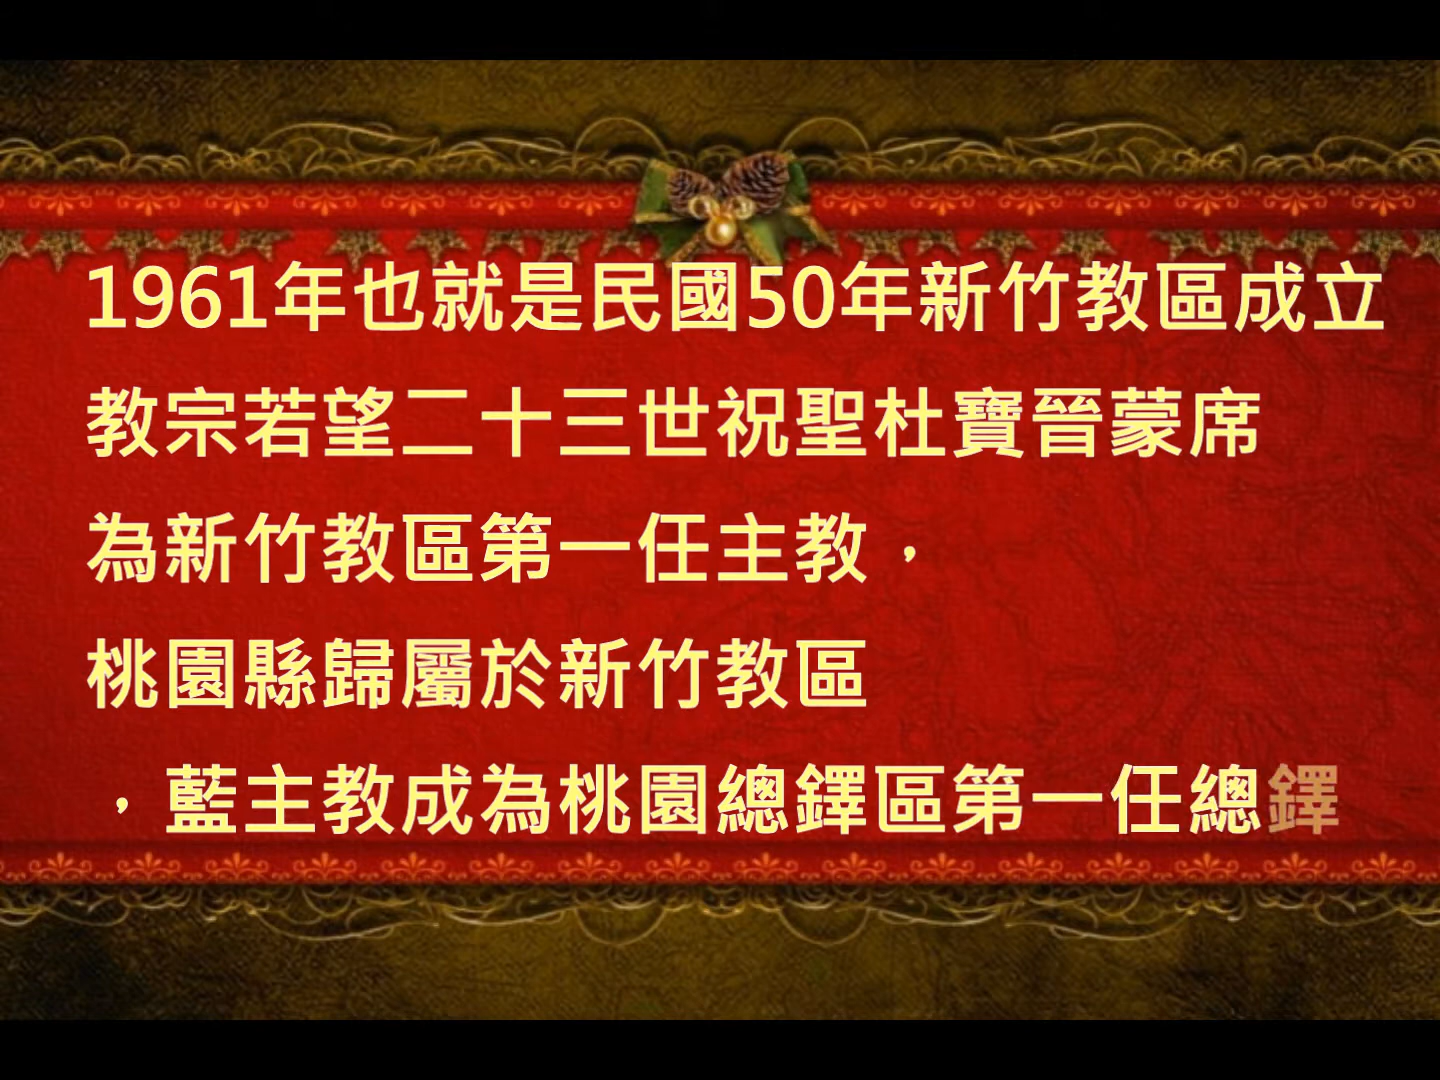 1961年也就是民國50年新竹教區成立
教宗若望二十三世祝聖杜寶晉蒙席
為新竹教區第一任主教，
桃園縣歸屬於新竹教區
，藍主教成為桃園總鐸區第一任總鐸